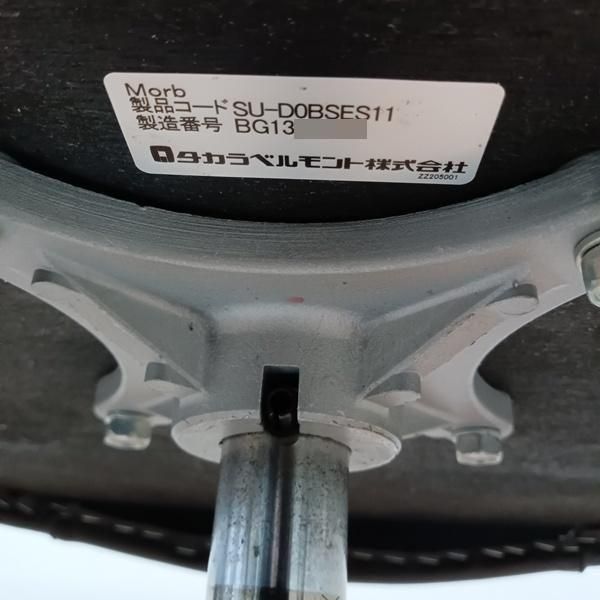 Morb
製品コード SU-D0BSES11
製造番号 BG13
タカラベルモント株式会社
ZZ205001